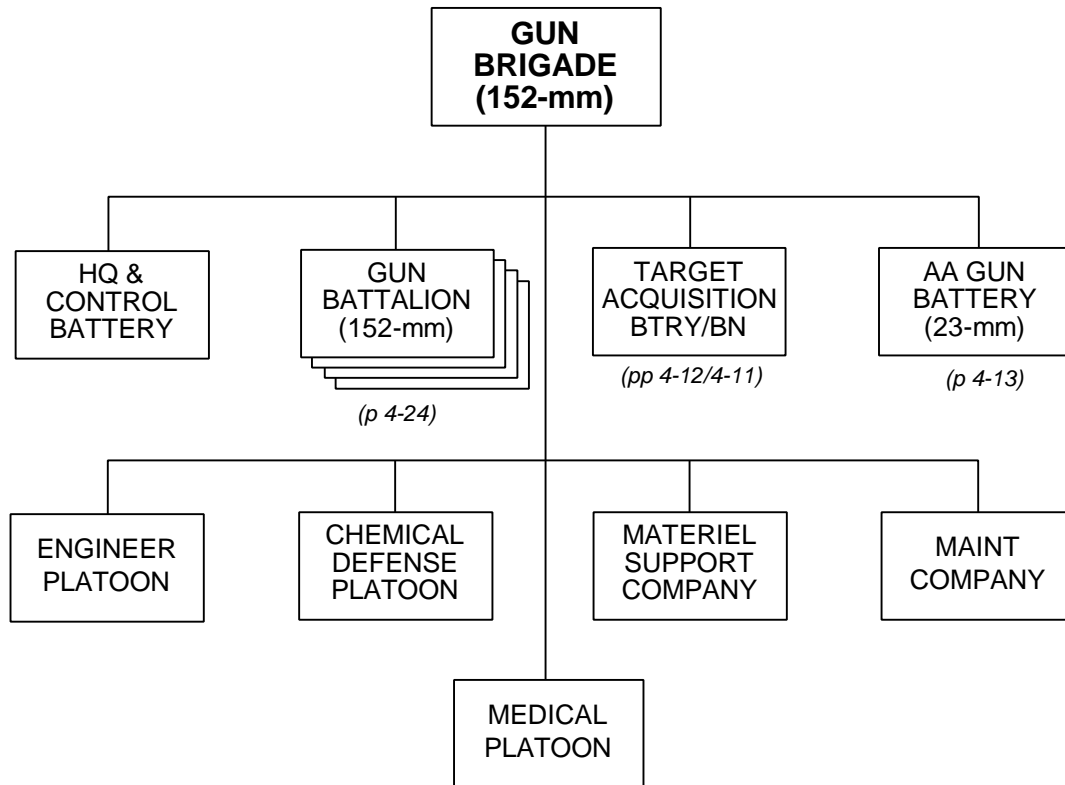 GUN
BRIGADE
(152-mm)
HQ &
CONTROL
BATTERY
GUN
BATTALION
(152-mm)
(p 4-24)
TARGET
ACQUISITION
BTRY/BN
(pp 4-12/4-11)
AA GUN
BATTERY
(23-mm)
(p 4-13)
ENGINEER
PLATOON
CHEMICAL
DEFENSE
PLATOON
MATERIEL
SUPPORT
COMPANY
MAINT
COMPANY
MEDICAL
PLATOON